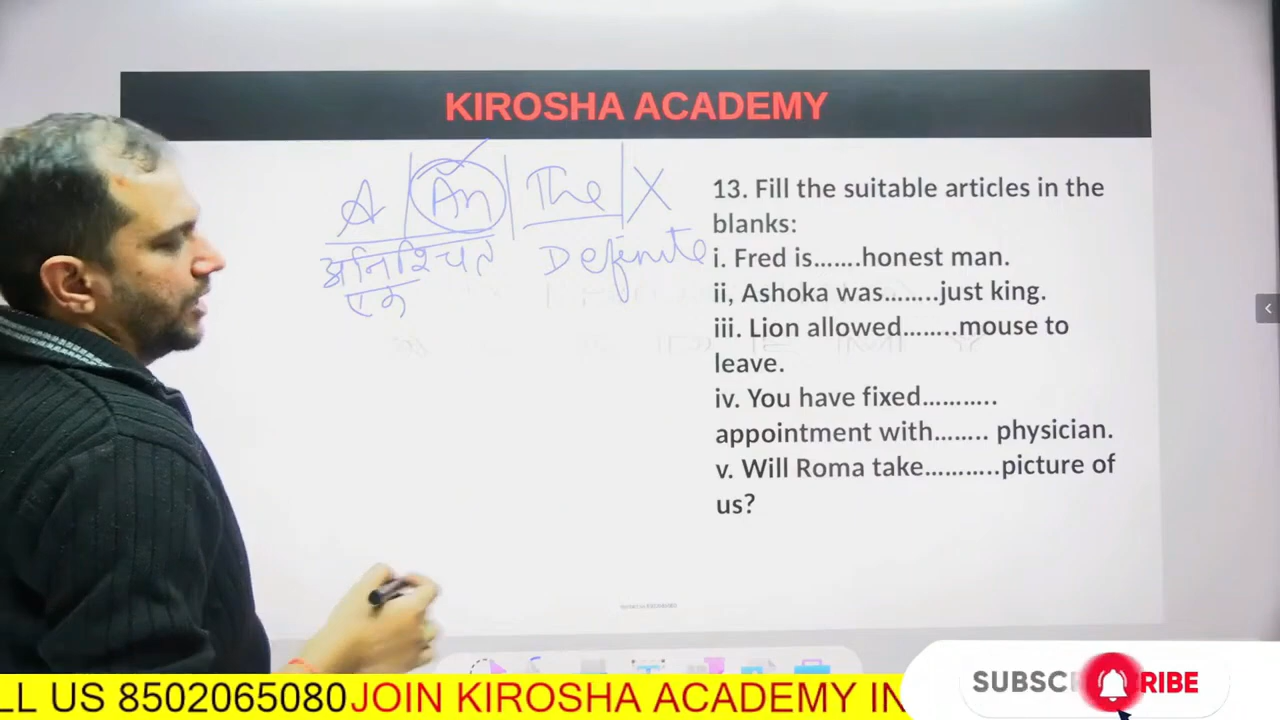 KIROSHA ACADEMY
A | An | The | X
अनिश्चित Definite
एक
13. Fill the suitable articles in the
blanks:
i. Fred is.......honest man.
ii, Ashoka was........just king.
iii. Lion allowed........mouse to
leave.
iv. You have fixed...........
appointment with........ physician.
v. Will Roma take...........picture of
us?
LL US 8502065080 JOIN KIROSHA ACADEMY IN
SUBSC RIBE